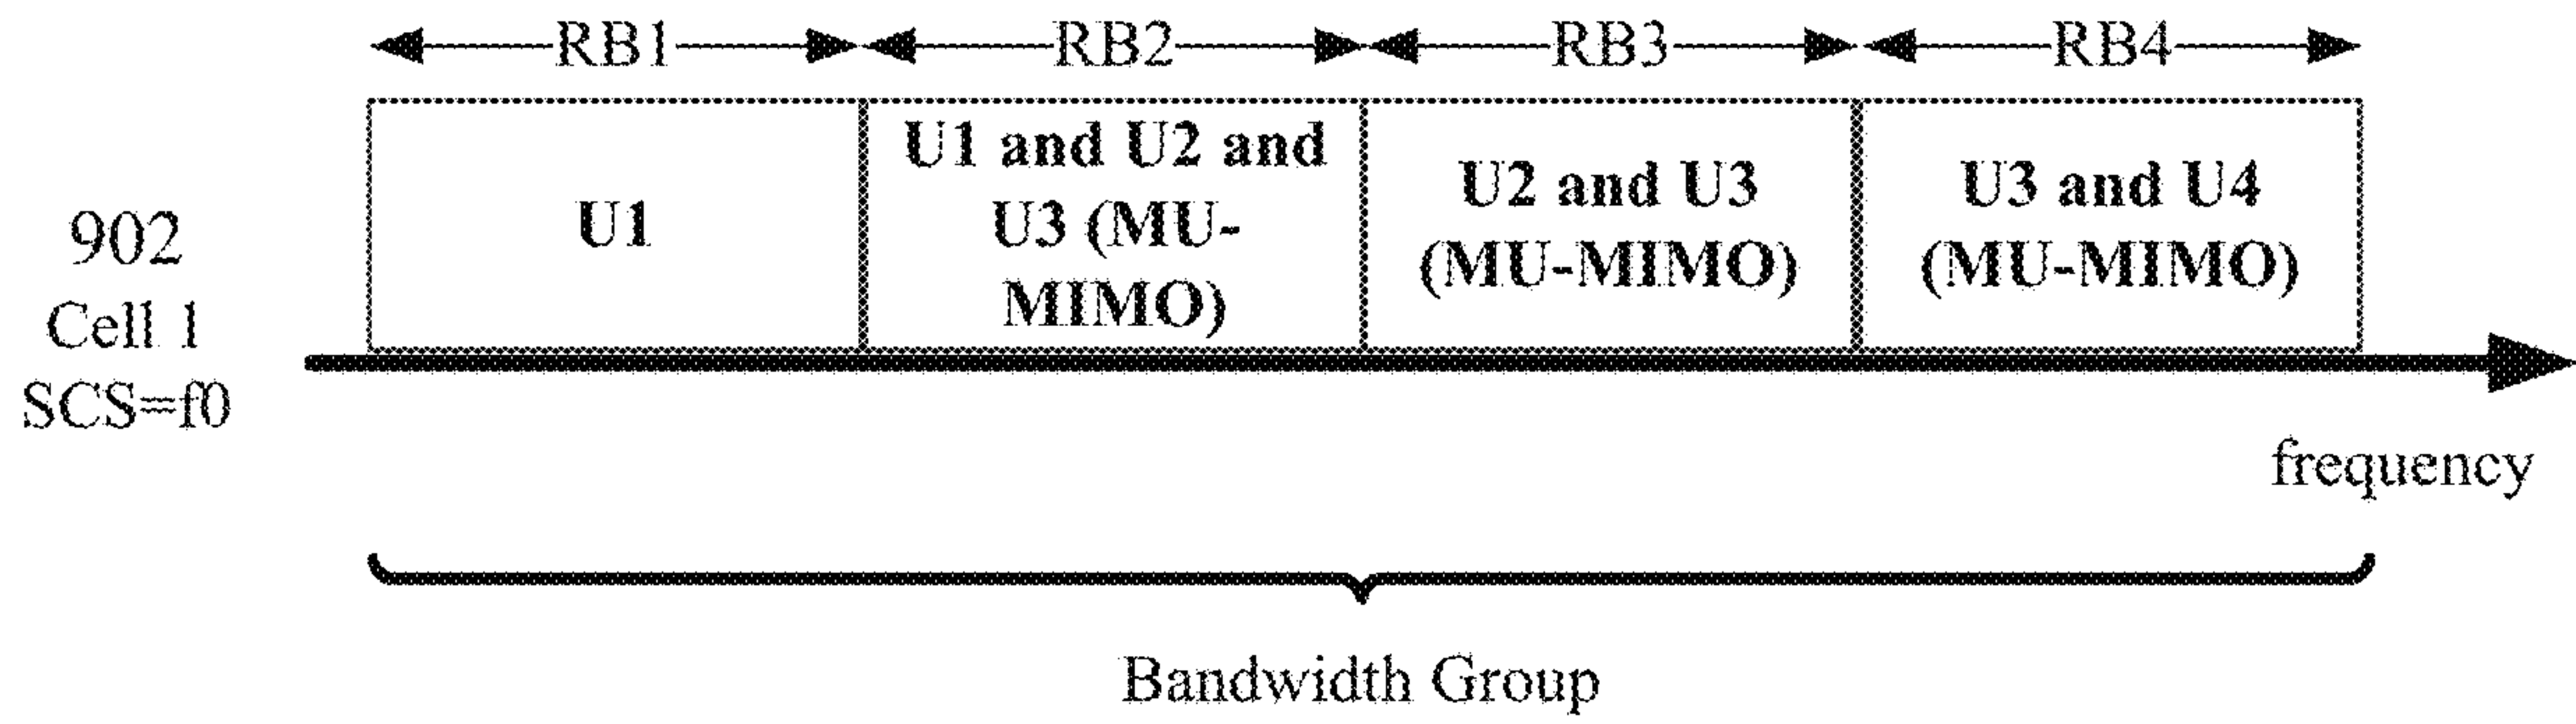 RB1 RB2 RB3 RB4
U1
U1 and U2 and
U3 (MU-
MIMO)
U2 and U3
(MU-MIMO)
U3 and U4
(MU-MIMO)
902
Cell 1
SCS=f0
frequency
Bandwidth Group